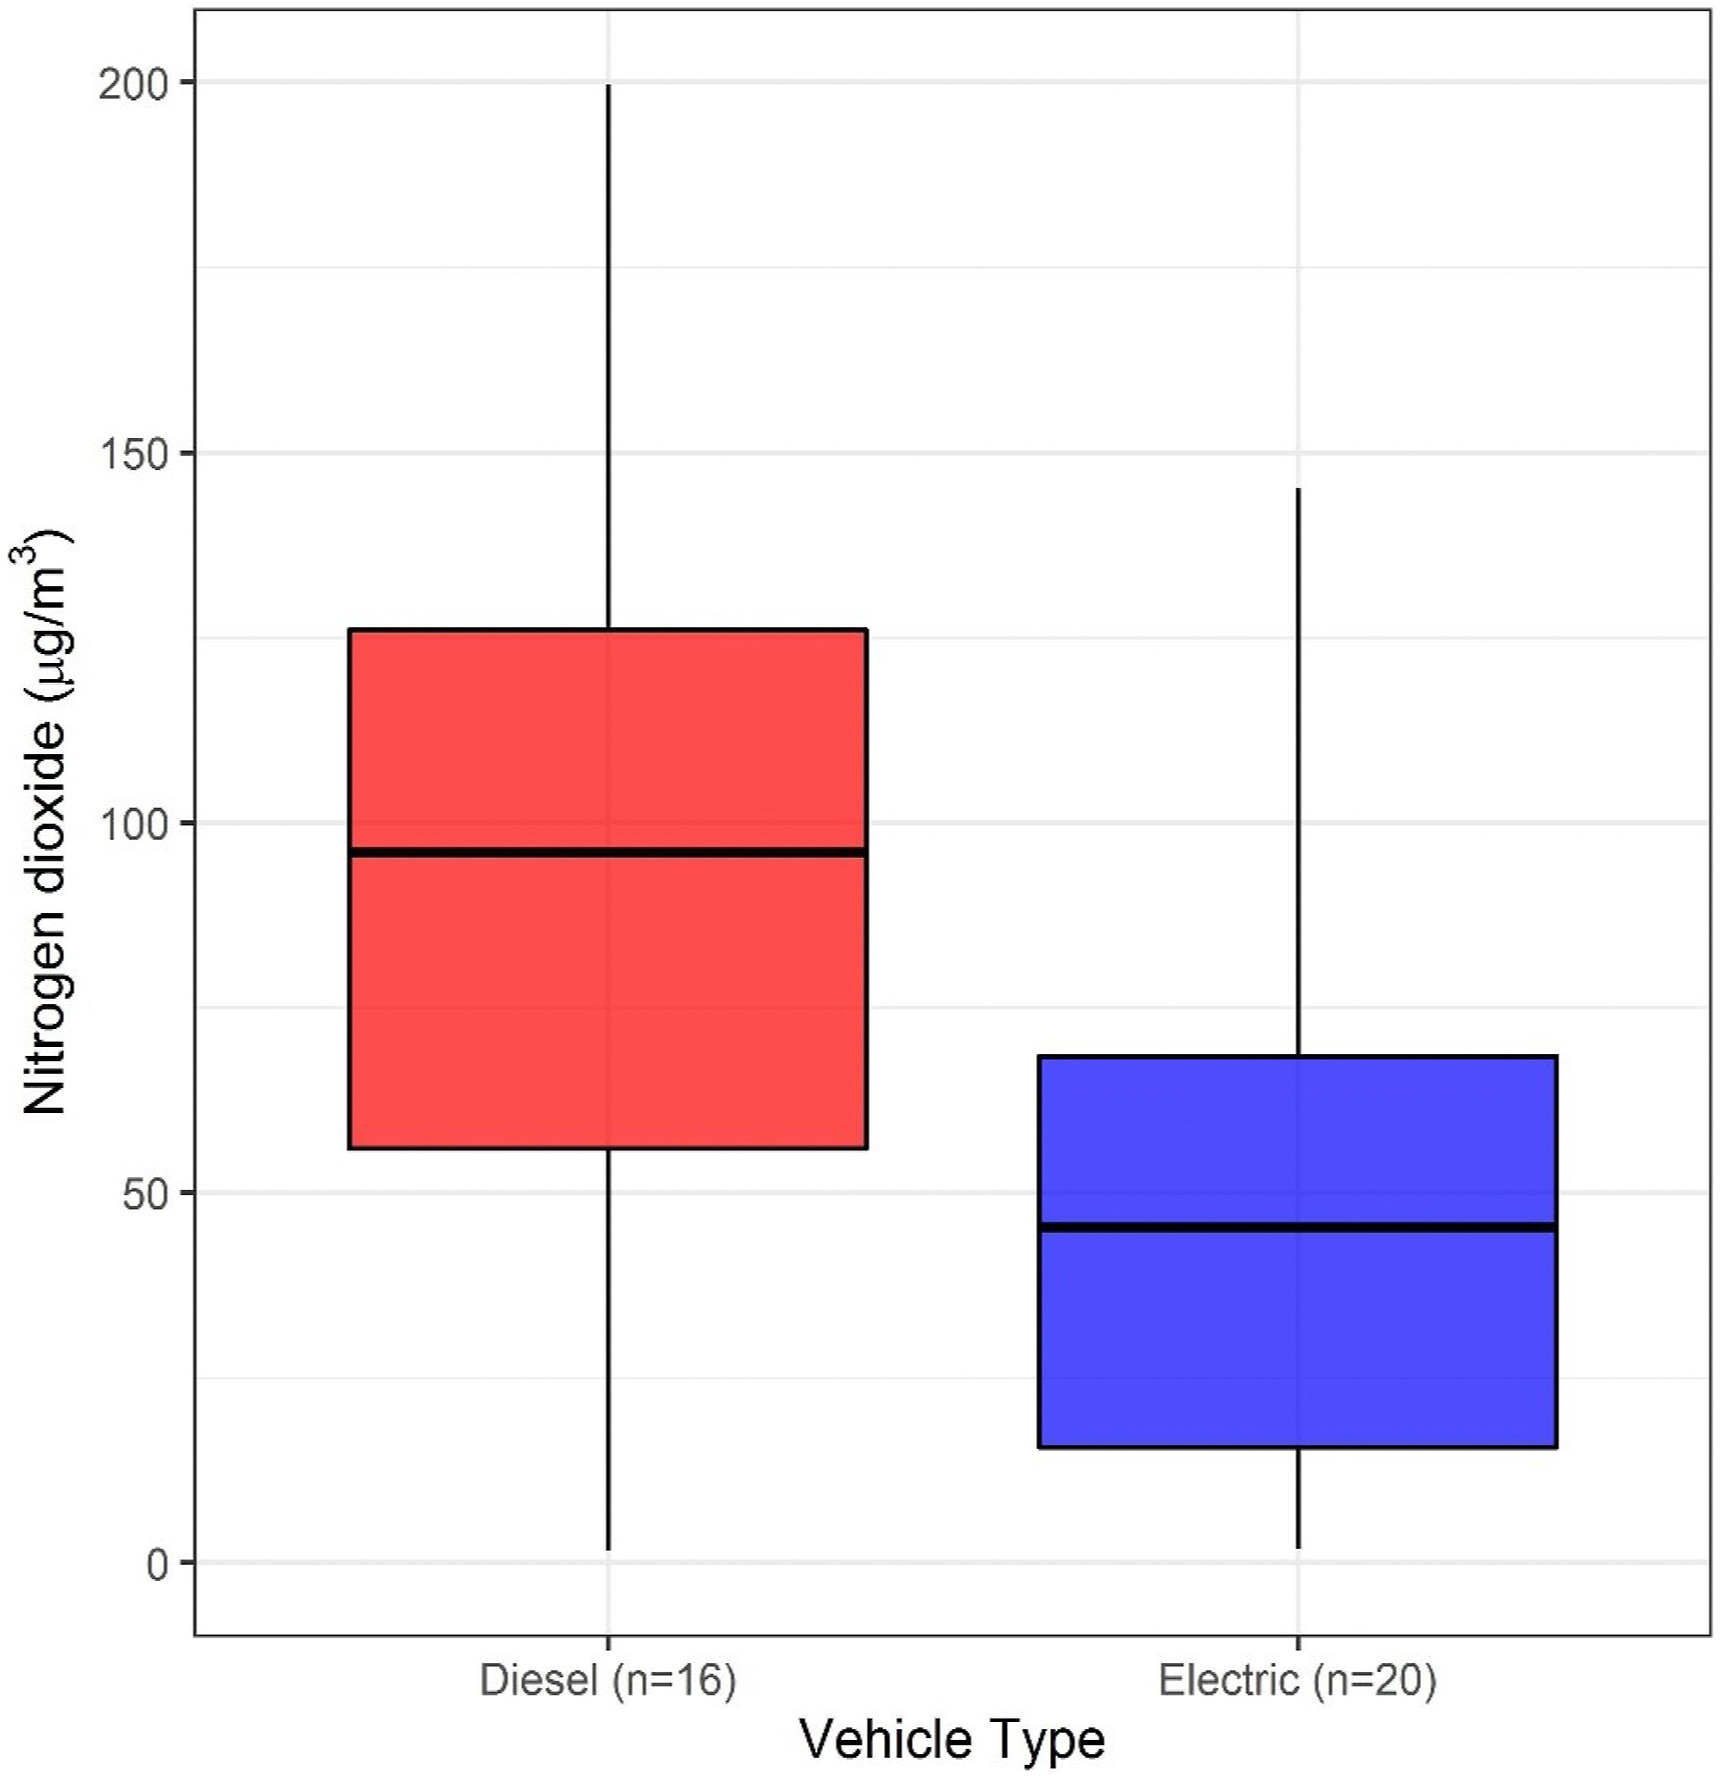 Nitrogen dioxide (μg/m³)
200
150
100
50
0
Diesel (n=16)
Electric (n=20)
Vehicle Type